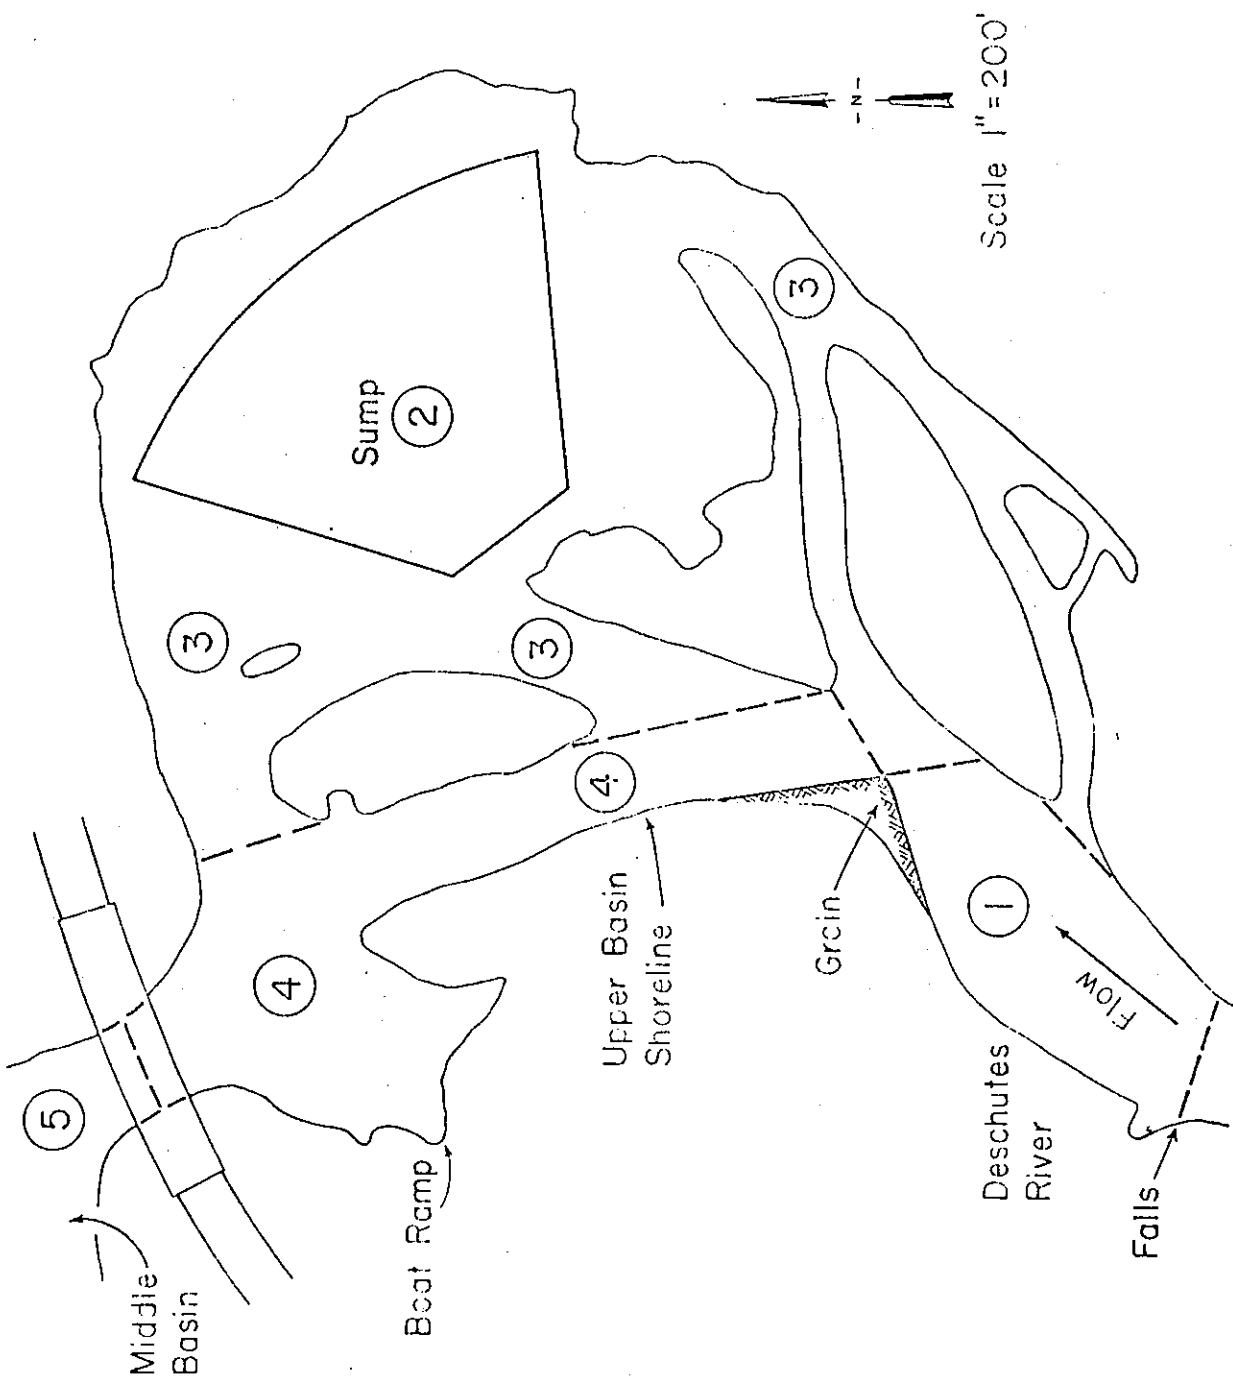 5
Middle
Basin
Boat Ramp
4
3
Sump
2
3
4
Upper Basin
Shoreline
Groin
3
1
Flow
Deschutes
River
Falls
-N-
Scale 1"=200'